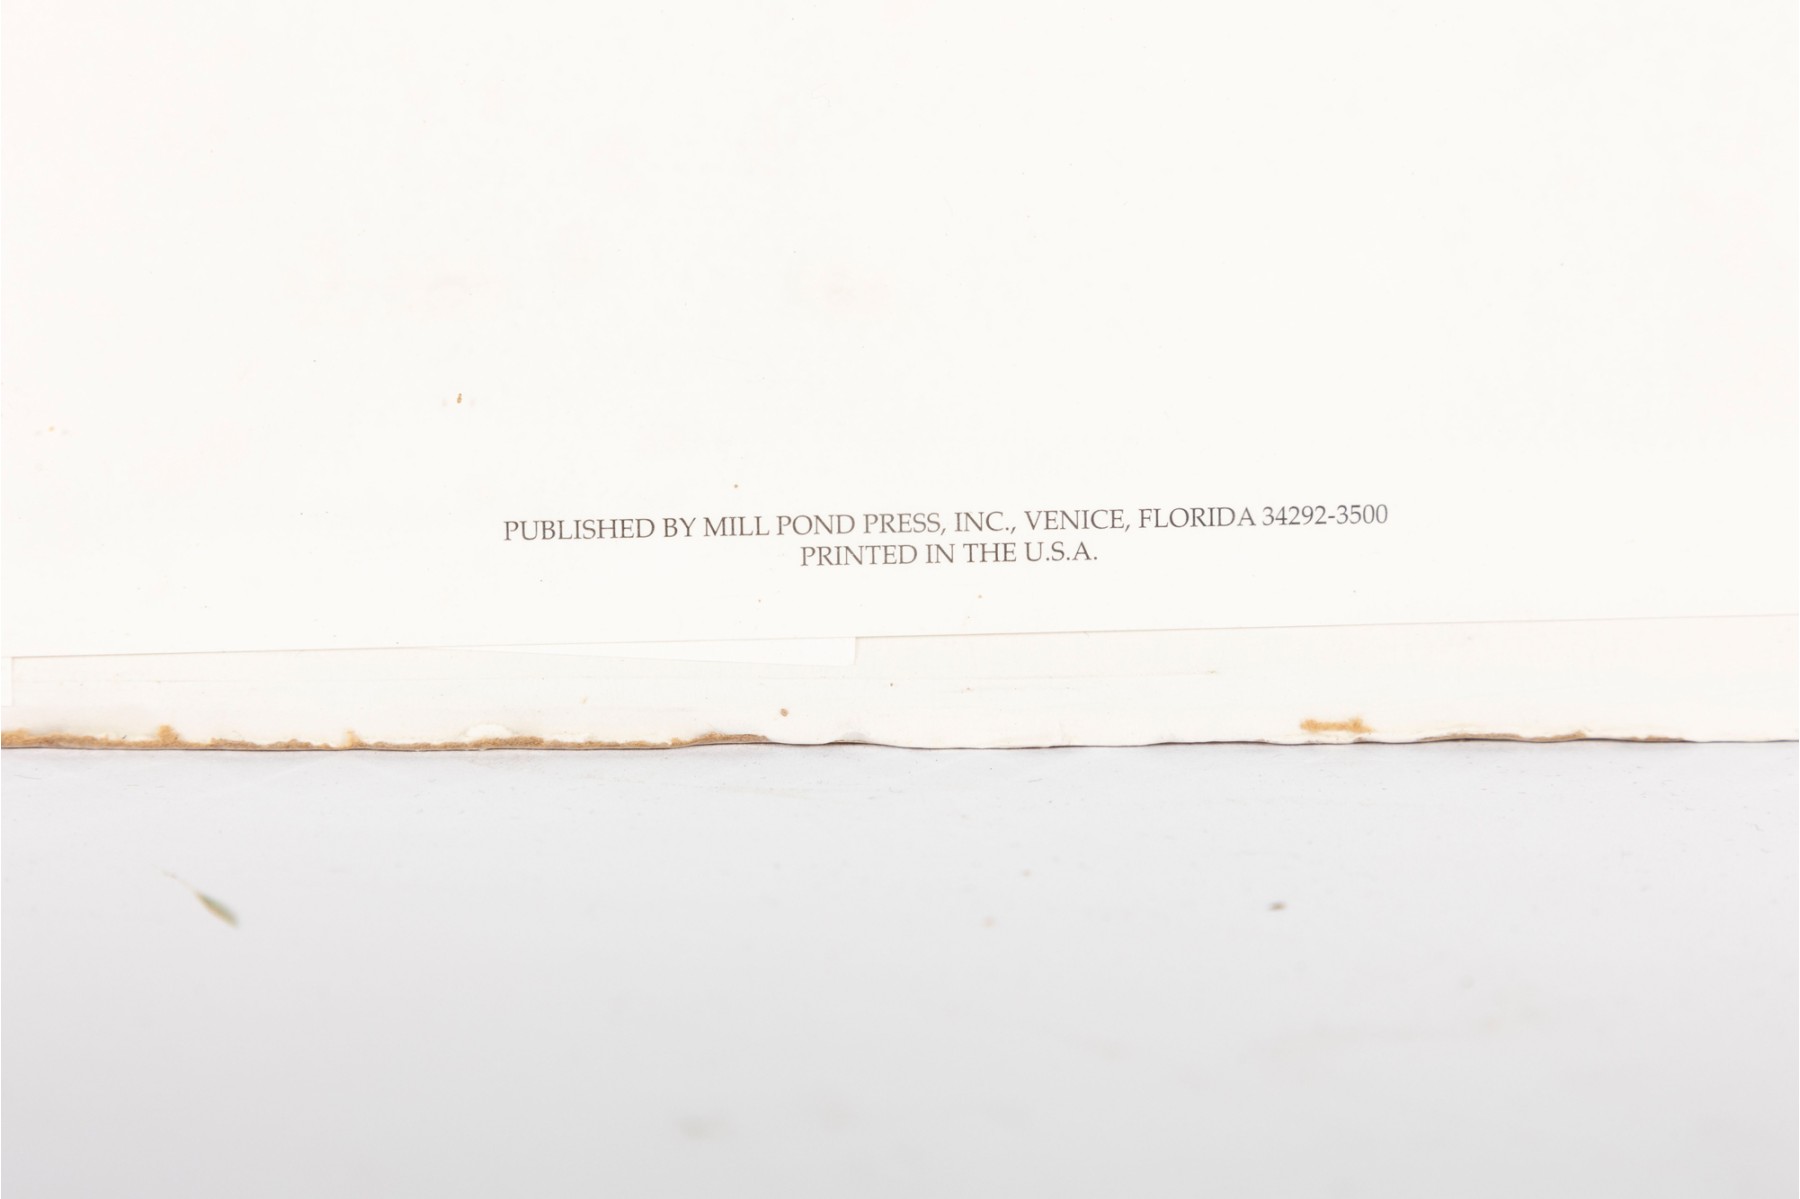 PUBLISHED BY MILL POND PRESS, INC., VENICE, FLORIDA 34292-3500
PRINTED IN THE U.S.A.